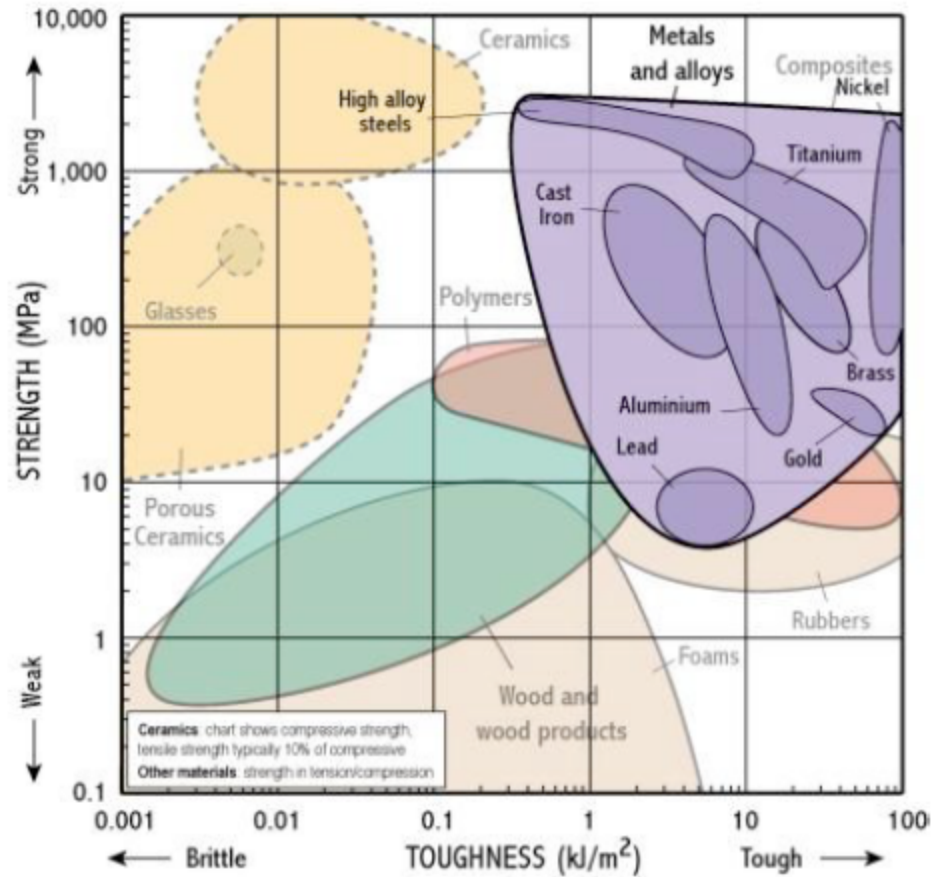 10,000
1,000
100
10
1
0.1
Strong
STRENGTH (MPa)
Weak
Ceramics
Metals
and alloys
Composites
Nickel
High alloy
steels
Titanium
Cast
Iron
Glasses
Polymers
Brass
Aluminium
Lead
Gold
Porous
Ceramics
Rubbers
Foams
Wood and
wood products
Ceramics: chart shows compressive strength,
tensile strength typically 10% of compressive
Other materials: strength in tension/compression
0.001
0.01
0.1
1
10
100
Brittle
TOUGHNESS (kJ/m²)
Tough